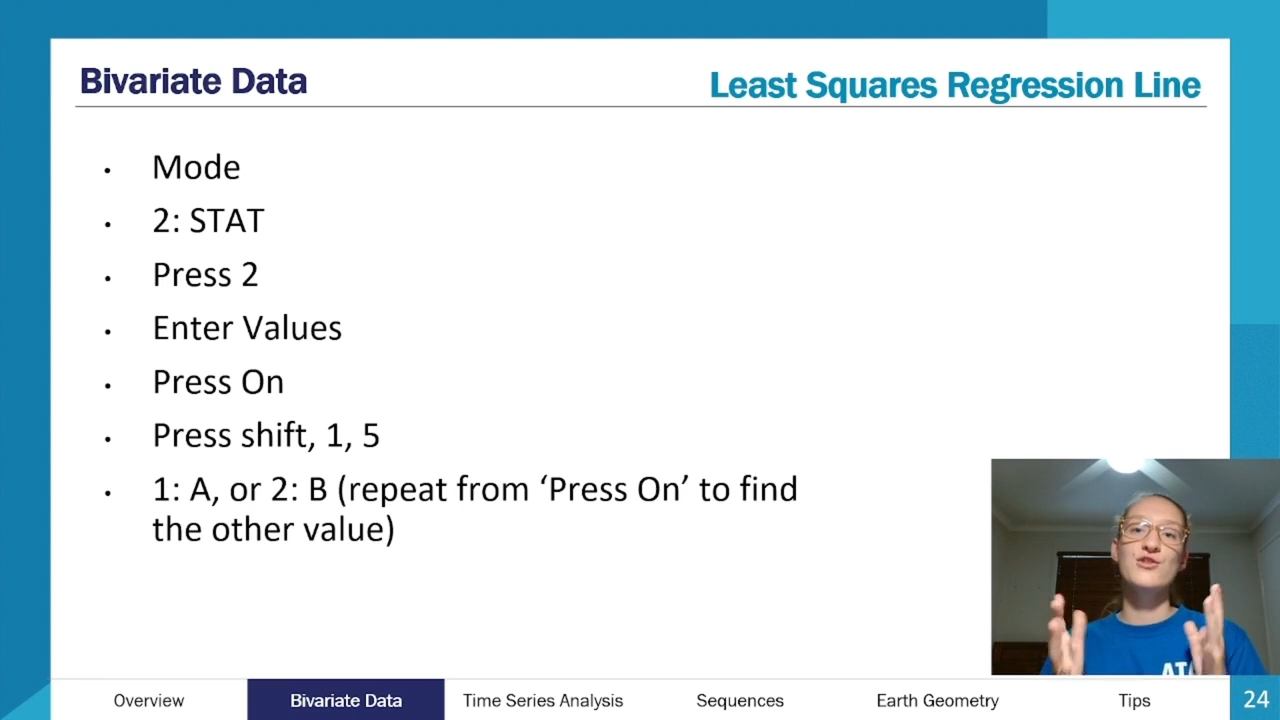 Bivariate Data
Least Squares Regression Line
• Mode
• 2: STAT
• Press 2
• Enter Values
• Press On
• Press shift, 1, 5
• 1: A, or 2: B (repeat from ‘Press On’ to find
the other value)
Overview
Bivariate Data
Time Series Analysis
Sequences
Earth Geometry
Tips
24